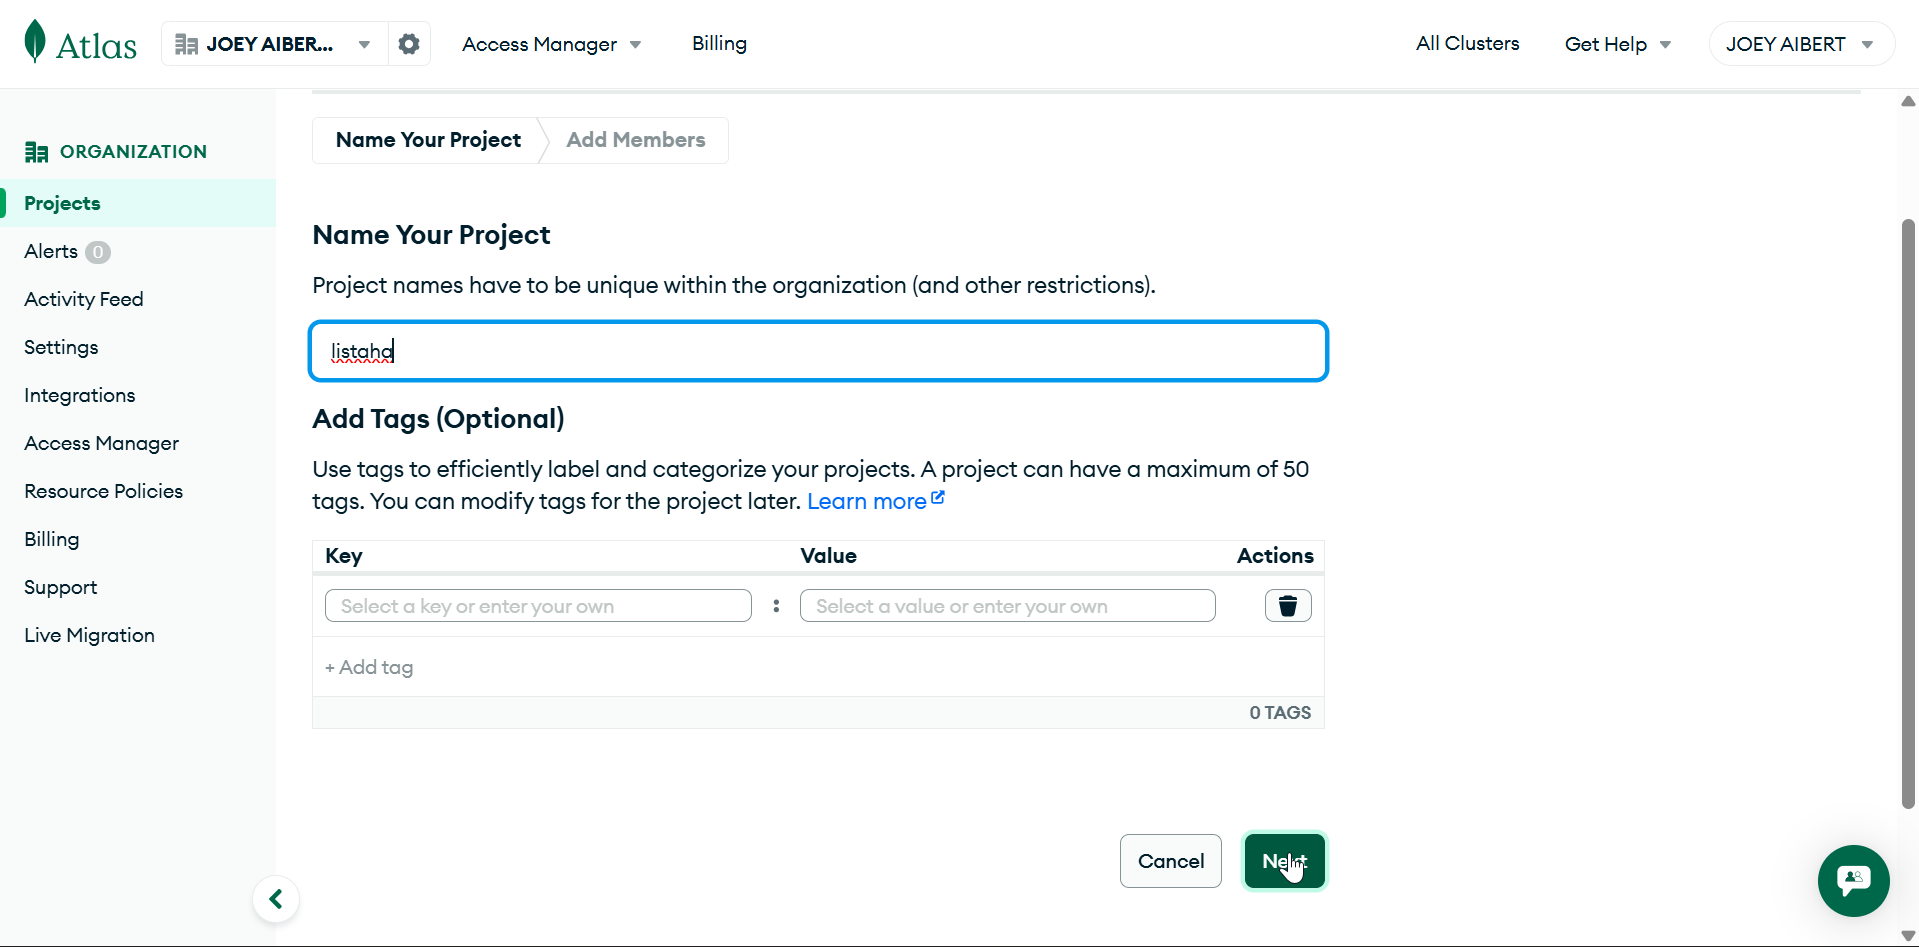 Atlas
JOEY AIBER...
Access Manager
Billing
All Clusters
Get Help
JOEY AIBERT
ORGANIZATION
Projects
Alerts 0
Activity Feed
Settings
Integrations
Access Manager
Resource Policies
Billing
Support
Live Migration
Name Your Project
Add Members
Name Your Project
Project names have to be unique within the organization (and other restrictions).
listaha
Add Tags (Optional)
Use tags to efficiently label and categorize your projects. A project can have a maximum of 50
tags. You can modify tags for the project later. Learn more
Key Value Actions
Select a key or enter your own : Select a value or enter your own
+ Add tag
0 TAGS
Cancel
Next